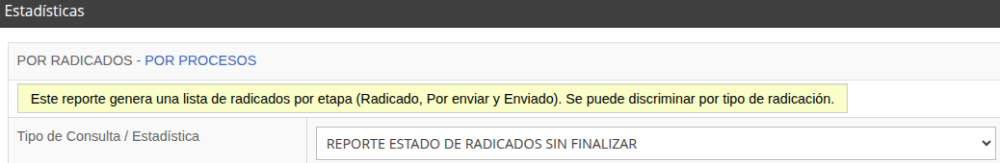 Estadísticas
POR RADICADOS - POR PROCESOS
Este reporte genera una lista de radicados por etapa (Radicado, Por enviar y Enviado). Se puede discriminar por tipo de radicación.
Tipo de Consulta / Estadística
REPORTE ESTADO DE RADICADOS SIN FINALIZAR